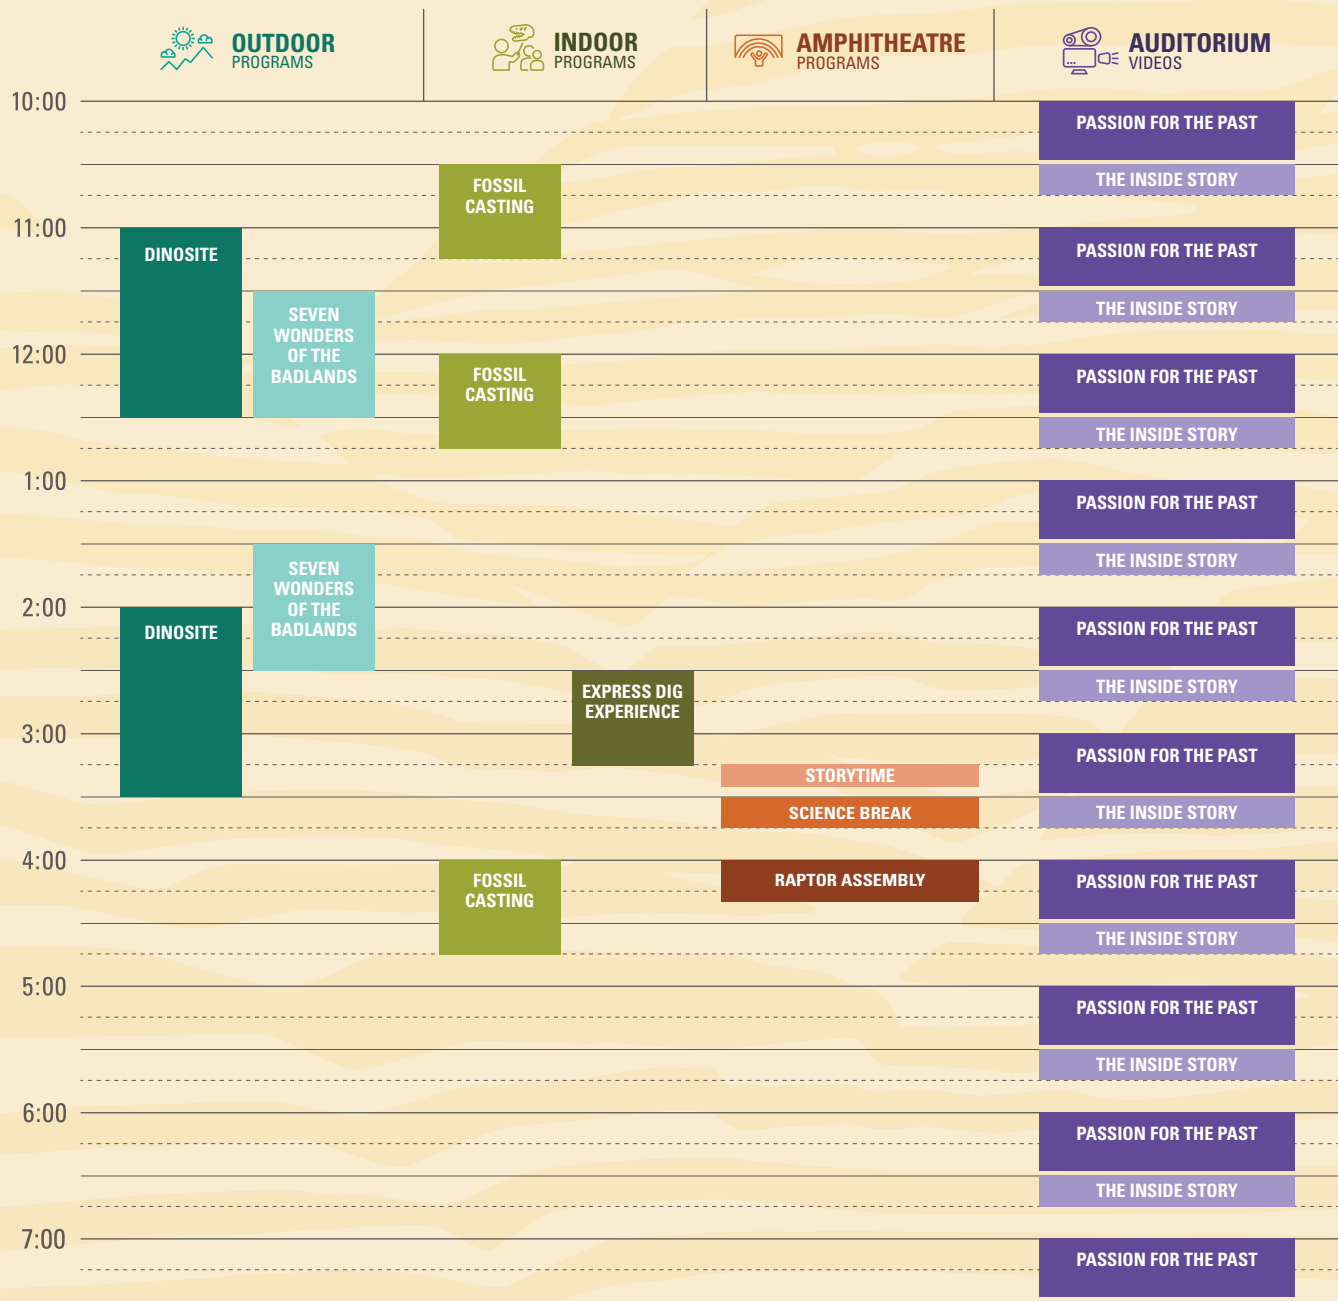 OUTDOOR
PROGRAMS
INDOOR
PROGRAMS
AMPHITHEATRE
PROGRAMS
AUDITORIUM
VIDEOS
10:00
PASSION FOR THE PAST
FOSSIL
CASTING
THE INSIDE STORY
11:00
DINOSITE
PASSION FOR THE PAST
SEVEN
WONDERS
OF THE
BADLANDS
THE INSIDE STORY
12:00
FOSSIL
CASTING
PASSION FOR THE PAST
THE INSIDE STORY
1:00
PASSION FOR THE PAST
SEVEN
WONDERS
OF THE
BADLANDS
THE INSIDE STORY
2:00
DINOSITE
PASSION FOR THE PAST
EXPRESS DIG
EXPERIENCE
THE INSIDE STORY
3:00
PASSION FOR THE PAST
STORYTIME
SCIENCE BREAK
THE INSIDE STORY
4:00
FOSSIL
CASTING
RAPTOR ASSEMBLY
PASSION FOR THE PAST
THE INSIDE STORY
5:00
PASSION FOR THE PAST
THE INSIDE STORY
6:00
PASSION FOR THE PAST
THE INSIDE STORY
7:00
PASSION FOR THE PAST